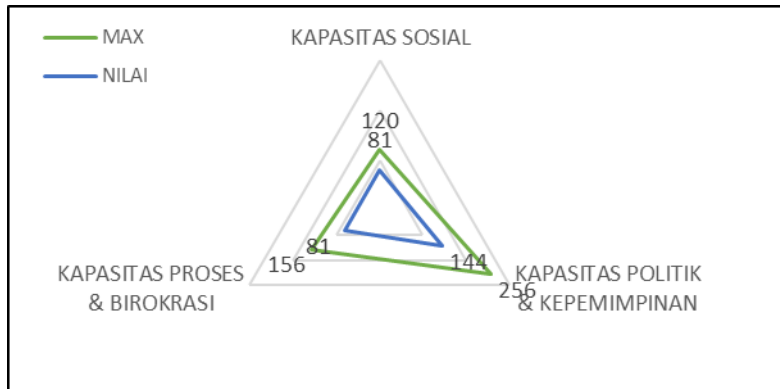 MAX
NILAI
KAPASITAS SOSIAL
120
81
KAPASITAS PROSES
& BIROKRASI
156
81
144
256
KAPASITAS POLITIK
& KEPEMIMPINAN